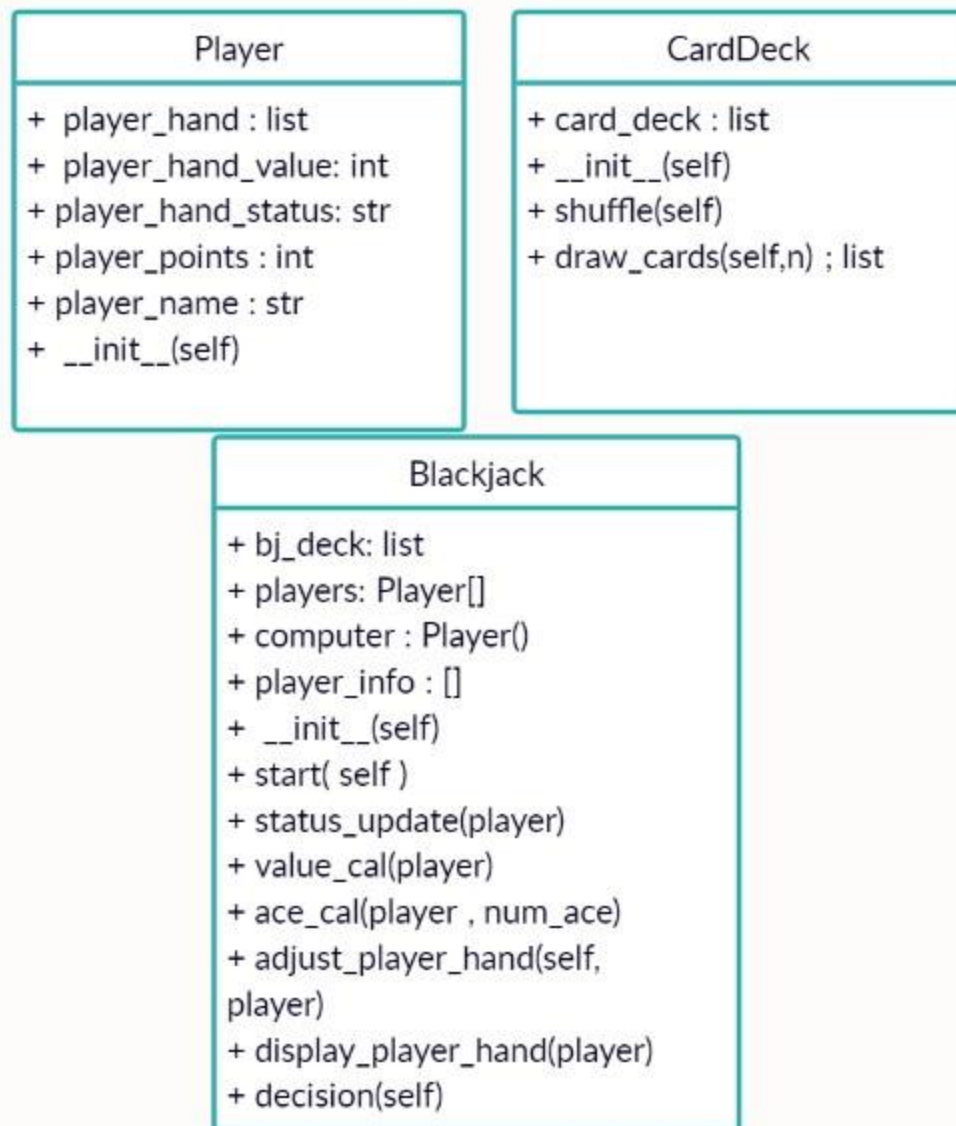 Player
+ player_hand : list
+ player_hand_value: int
+ player_hand_status: str
+ player_points : int
+ player_name : str
+ __init__(self)
CardDeck
+ card_deck : list
+ __init__(self)
+ shuffle(self)
+ draw_cards(self,n) ; list
Blackjack
+ bj_deck: list
+ players: Player[]
+ computer : Player()
+ player_info : []
+ __init__(self)
+ start( self )
+ status_update(player)
+ value_cal(player)
+ ace_cal(player , num_ace)
+ adjust_player_hand(self,
player)
+ display_player_hand(player)
+ decision(self)